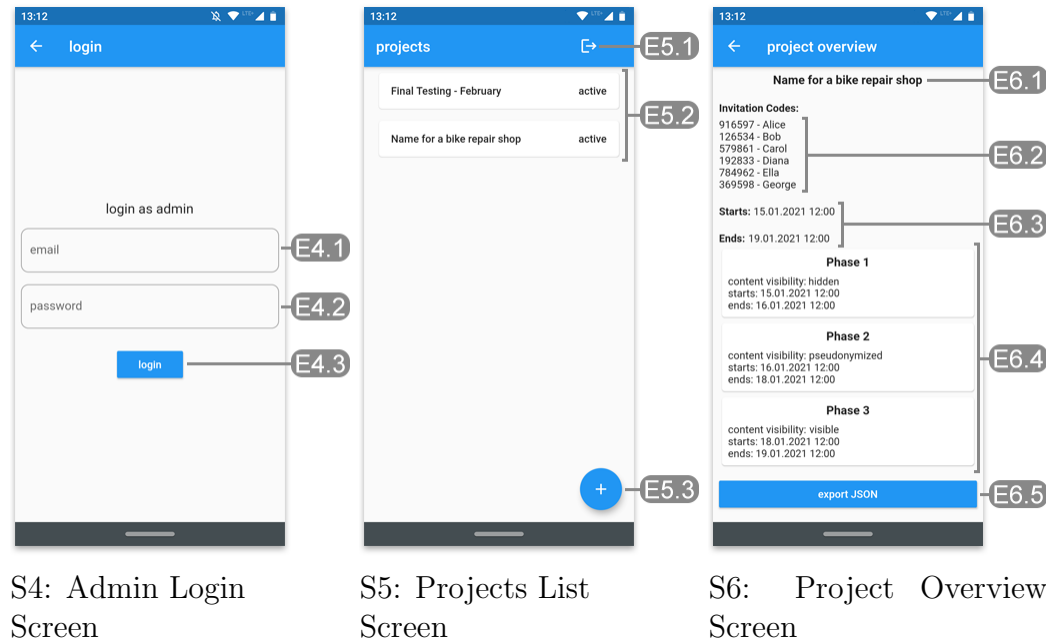 13:12 LTE+
login
login as admin
email
E4.1
password
E4.2
login
E4.3
S4: Admin Login
Screen
13:12 LTE+
projects
E5.1
Final Testing - February active
E5.2
Name for a bike repair shop active
+
E5.3
S5: Projects List
Screen
13:12 LTE+
project overview
Name for a bike repair shop
E6.1
Invitation Codes:
916597 - Alice
126534 - Bob
579861 - Carol
192833 - Diana
784962 - Ella
369598 - George
E6.2
Starts: 15.01.2021 12:00
E6.3
Ends: 19.01.2021 12:00
Phase 1
content visibility: hidden
starts: 15.01.2021 12:00
ends: 16.01.2021 12:00
Phase 2
content visibility: pseudonymized
starts: 16.01.2021 12:00
ends: 18.01.2021 12:00
E6.4
Phase 3
content visibility: visible
starts: 18.01.2021 12:00
ends: 19.01.2021 12:00
export JSON
E6.5
S6: Project Overview
Screen